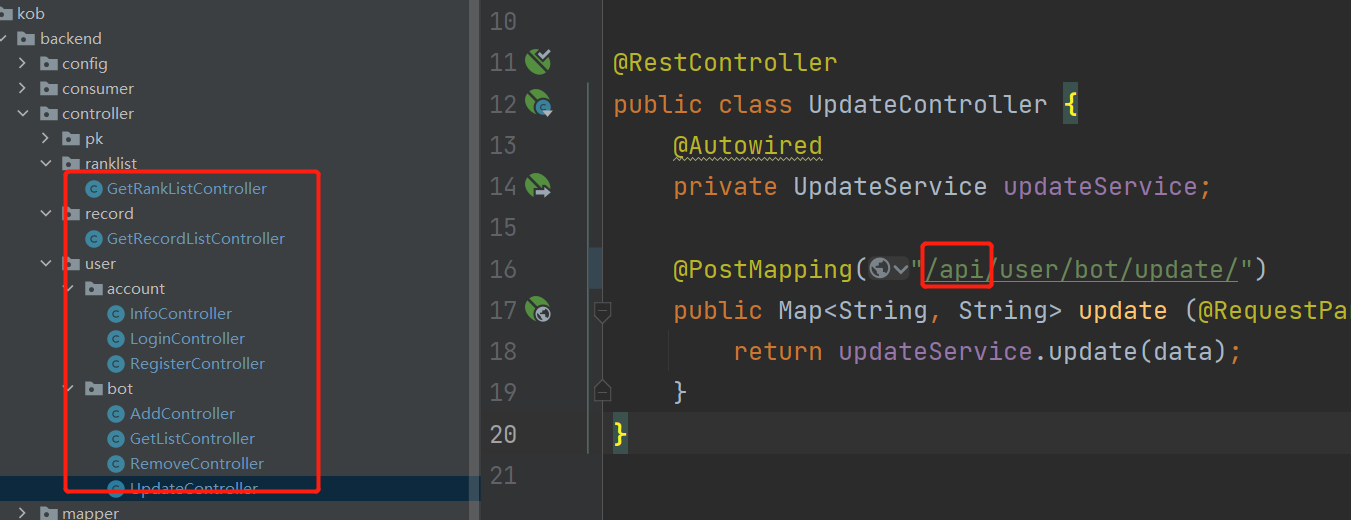 kob
backend
config
consumer
controller
pk
ranklist
GetRankListController
record
GetRecordListController
user
account
InfoController
LoginController
RegisterController
bot
AddController
GetListController
RemoveController
UpdateController
mapper
10
11 @RestController
12 public class UpdateController {
13 @Autowired
14 private UpdateService updateService;
15
16 @PostMapping("/api/user/bot/update/")
17 public Map<String, String> update (@RequestPa
18 return updateService.update(data);
19 }
20 }
21